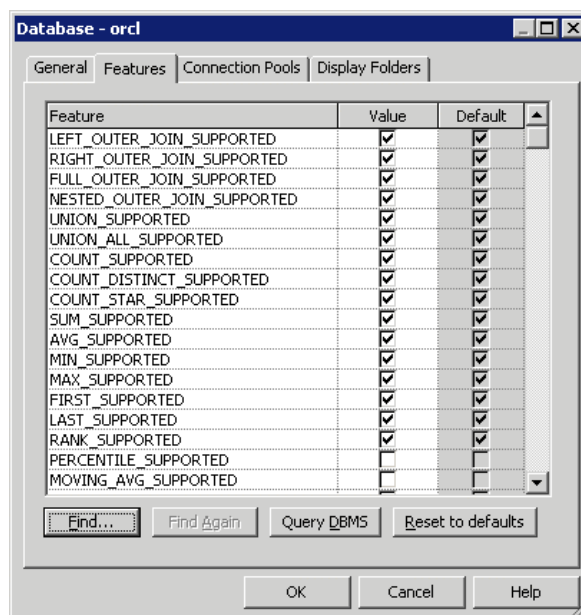 Database - orcl
General Features Connection Pools Display Folders
Feature Value Default
LEFT_OUTER_JOIN_SUPPORTED
RIGHT_OUTER_JOIN_SUPPORTED
FULL_OUTER_JOIN_SUPPORTED
NESTED_OUTER_JOIN_SUPPORTED
UNION_SUPPORTED
UNION_ALL_SUPPORTED
COUNT_SUPPORTED
COUNT_DISTINCT_SUPPORTED
COUNT_STAR_SUPPORTED
SUM_SUPPORTED
AVG_SUPPORTED
MIN_SUPPORTED
MAX_SUPPORTED
FIRST_SUPPORTED
LAST_SUPPORTED
RANK_SUPPORTED
PERCENTILE_SUPPORTED
MOVING_AVG_SUPPORTED
Find... Find Again Query DBMS Reset to defaults
OK Cancel Help